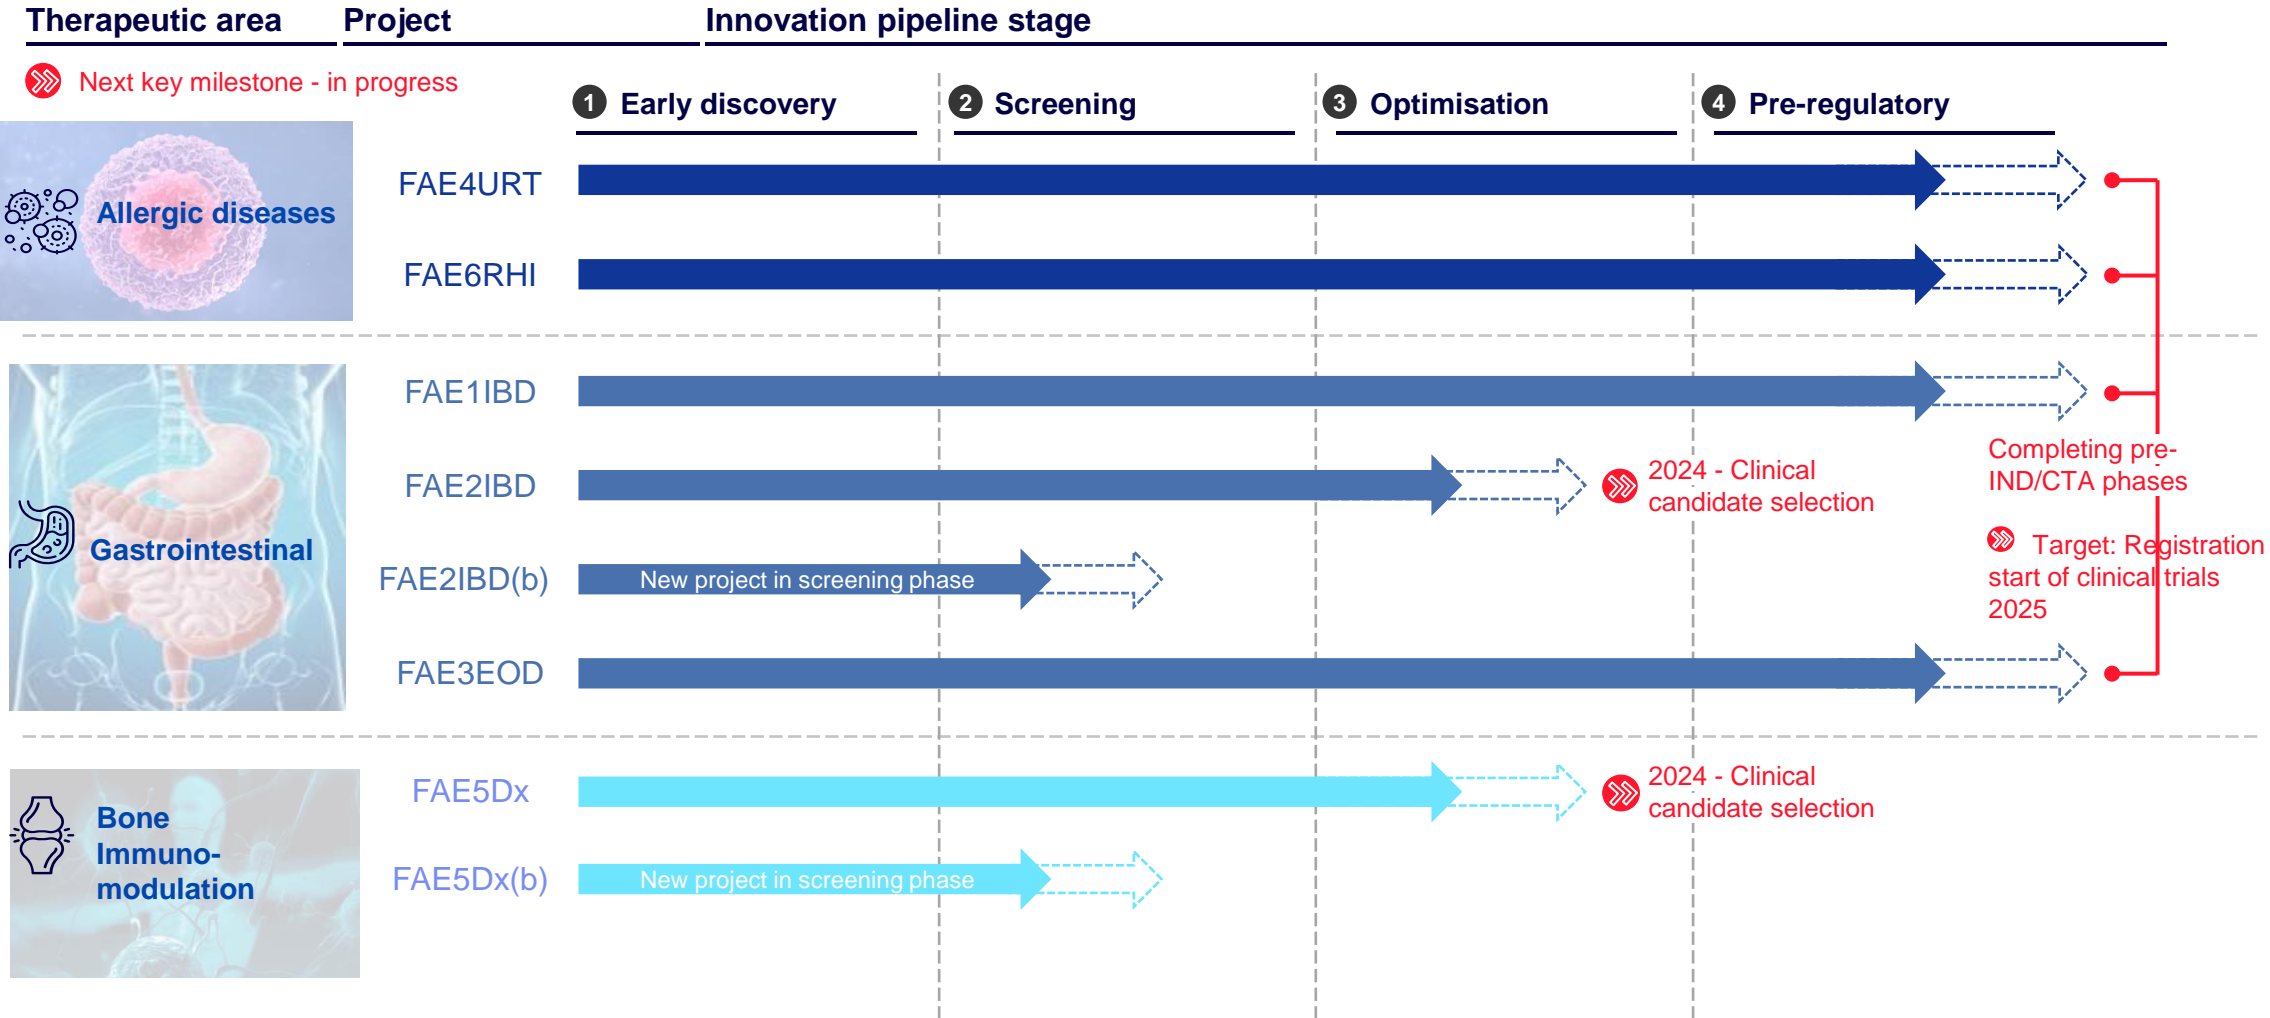 Therapeutic area
Project
Innovation pipeline stage
Next key milestone - in progress
1 Early discovery
2 Screening
3 Optimisation
4 Pre-regulatory
Allergic diseases
FAE4URT
FAE6RHI
Gastrointestinal
FAE1IBD
FAE2IBD
2024 - Clinical
candidate selection
FAE2IBD(b)
New project in screening phase
FAE3EOD
Completing pre-
IND/CTA phases
Target: Registration
start of clinical trials
2025
Bone
Immuno-
modulation
FAE5Dx
2024 - Clinical
candidate selection
FAE5Dx(b)
New project in screening phase